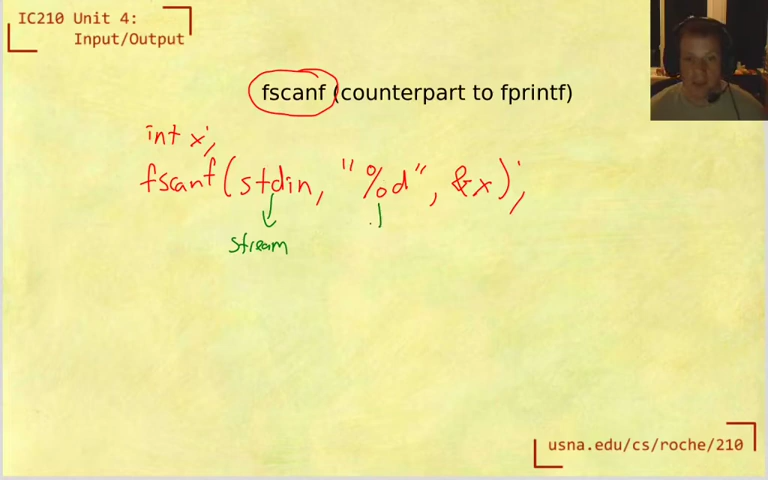 IC210 Unit 4:
Input/Output
fscanf (counterpart to fprintf)
int x;
fscanf(stdin, "%d", &x);
stream
usna.edu/cs/roche/210